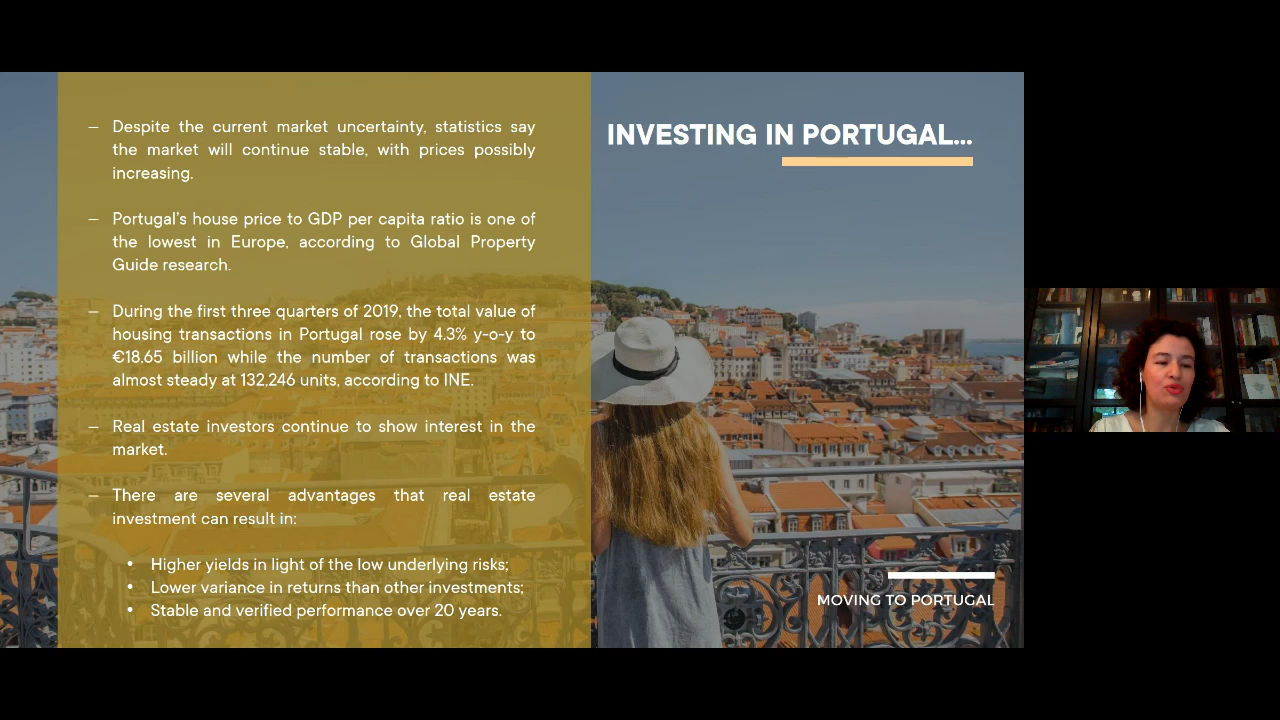 – Despite the current market uncertainty, statistics say
the market will continue stable, with prices possibly
increasing.
– Portugal's house price to GDP per capita ratio is one of
the lowest in Europe, according to Global Property
Guide research.
– During the first three quarters of 2019, the total value of
housing transactions in Portugal rose by 4.3% y-o-y to
€18.65 billion while the number of transactions was
almost steady at 132,246 units, according to INE.
– Real estate investors continue to show interest in the
market.
– There are several advantages that real estate
investment can result in:
• Higher yields in light of the low underlying risks;
• Lower variance in returns than other investments;
• Stable and verified performance over 20 years.
INVESTING IN PORTUGAL...
MOVING TO PORTUGAL